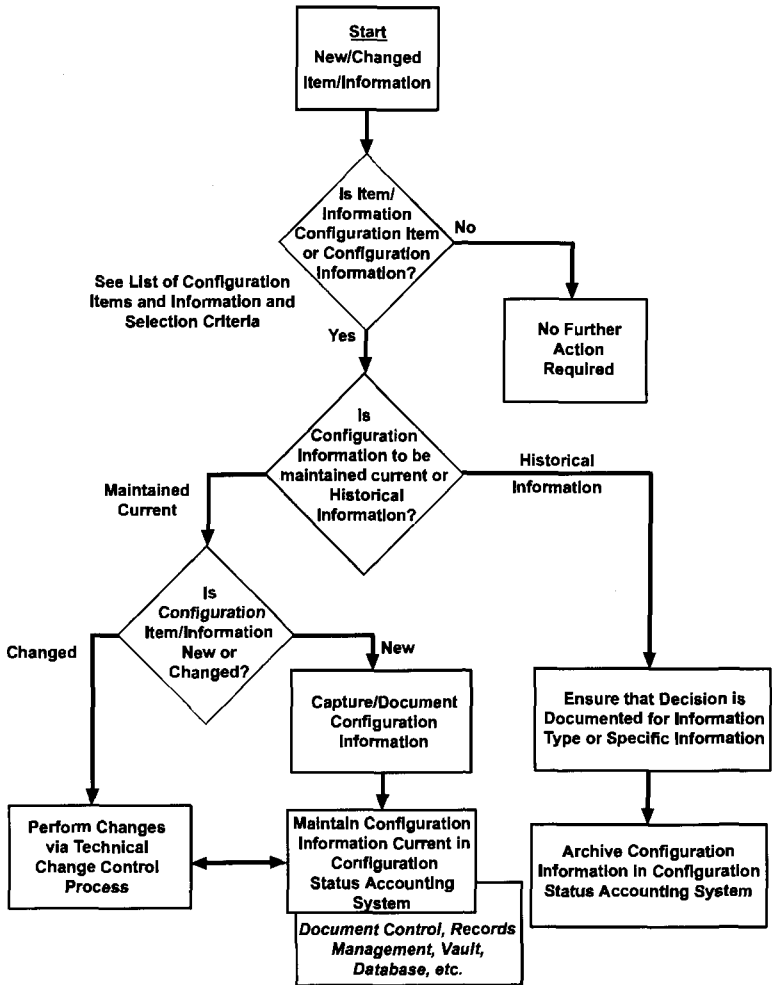 Start
New/Changed
Item/Information
Is Item/
Information
Configuration Item
or Configuration
Information?
No
See List of Configuration
Items and Information and
Selection Criteria
Yes
No Further
Action
Required
Is
Configuration
Information to be
maintained current or
Historical
Information?
Historical
Information
Maintained
Current
Is
Configuration
Item/Information
New or
Changed?
Changed
New
Capture/Document
Configuration
Information
Ensure that Decision is
Documented for Information
Type or Specific Information
Perform Changes
via Technical
Change Control
Process
Maintain Configuration
Information Current in
Configuration
Status Accounting
System
Archive Configuration
Information in Configuration
Status Accounting System
Document Control, Records
Management, Vault,
Database, etc.